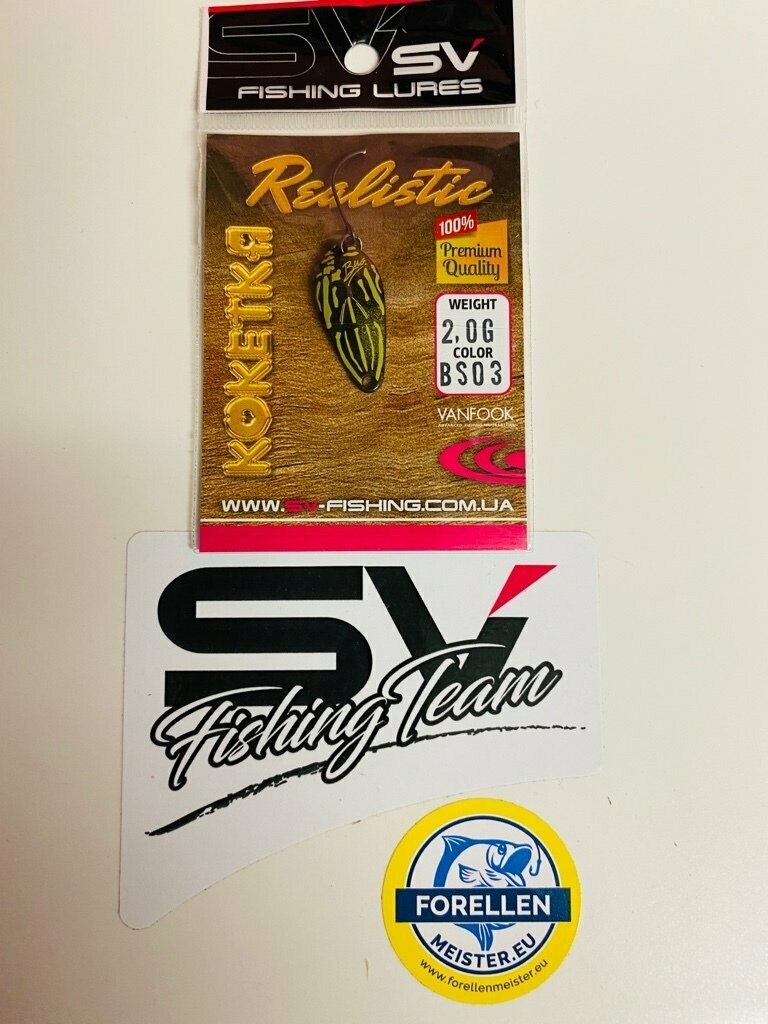 SV
SV
FISHING LURES
Realistic
КОКЕТКА
100%
Premium
Quality
WEIGHT
2,0G
COLOR
BS03
VANFOOK
WWW.SV-FISHING.COM.UA
SV
Fishing Team
FORELLEN
MEISTER.EU
www.forellenmeister.eu